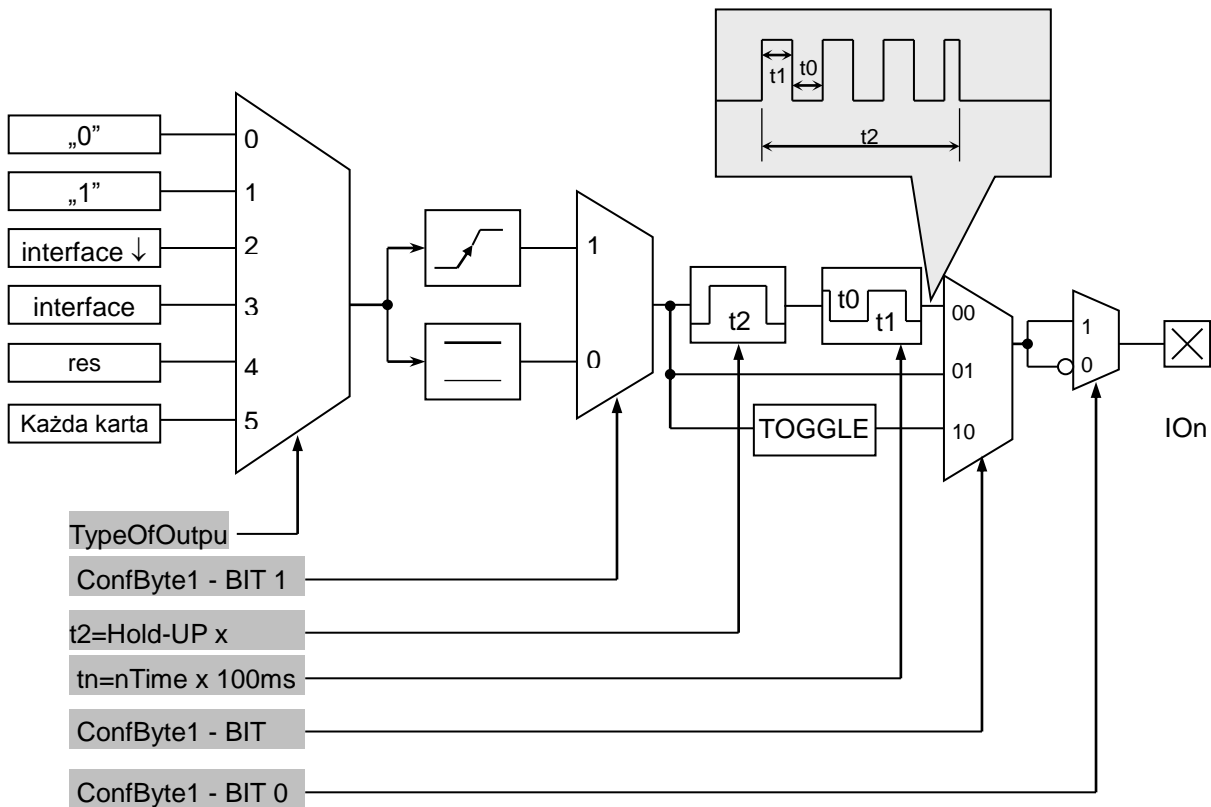 t1
t0
t2
„0”
„1”
interface ↓
interface
res
Każda karta
0
1
2
3
4
5
1
0
t2
t0
t1
00
01
10
TOGGLE
1
0
IOn
TypeOfOutpu
ConfByte1 - BIT 1
t2=Hold-UP x
tn=nTime x 100ms
ConfByte1 - BIT
ConfByte1 - BIT 0